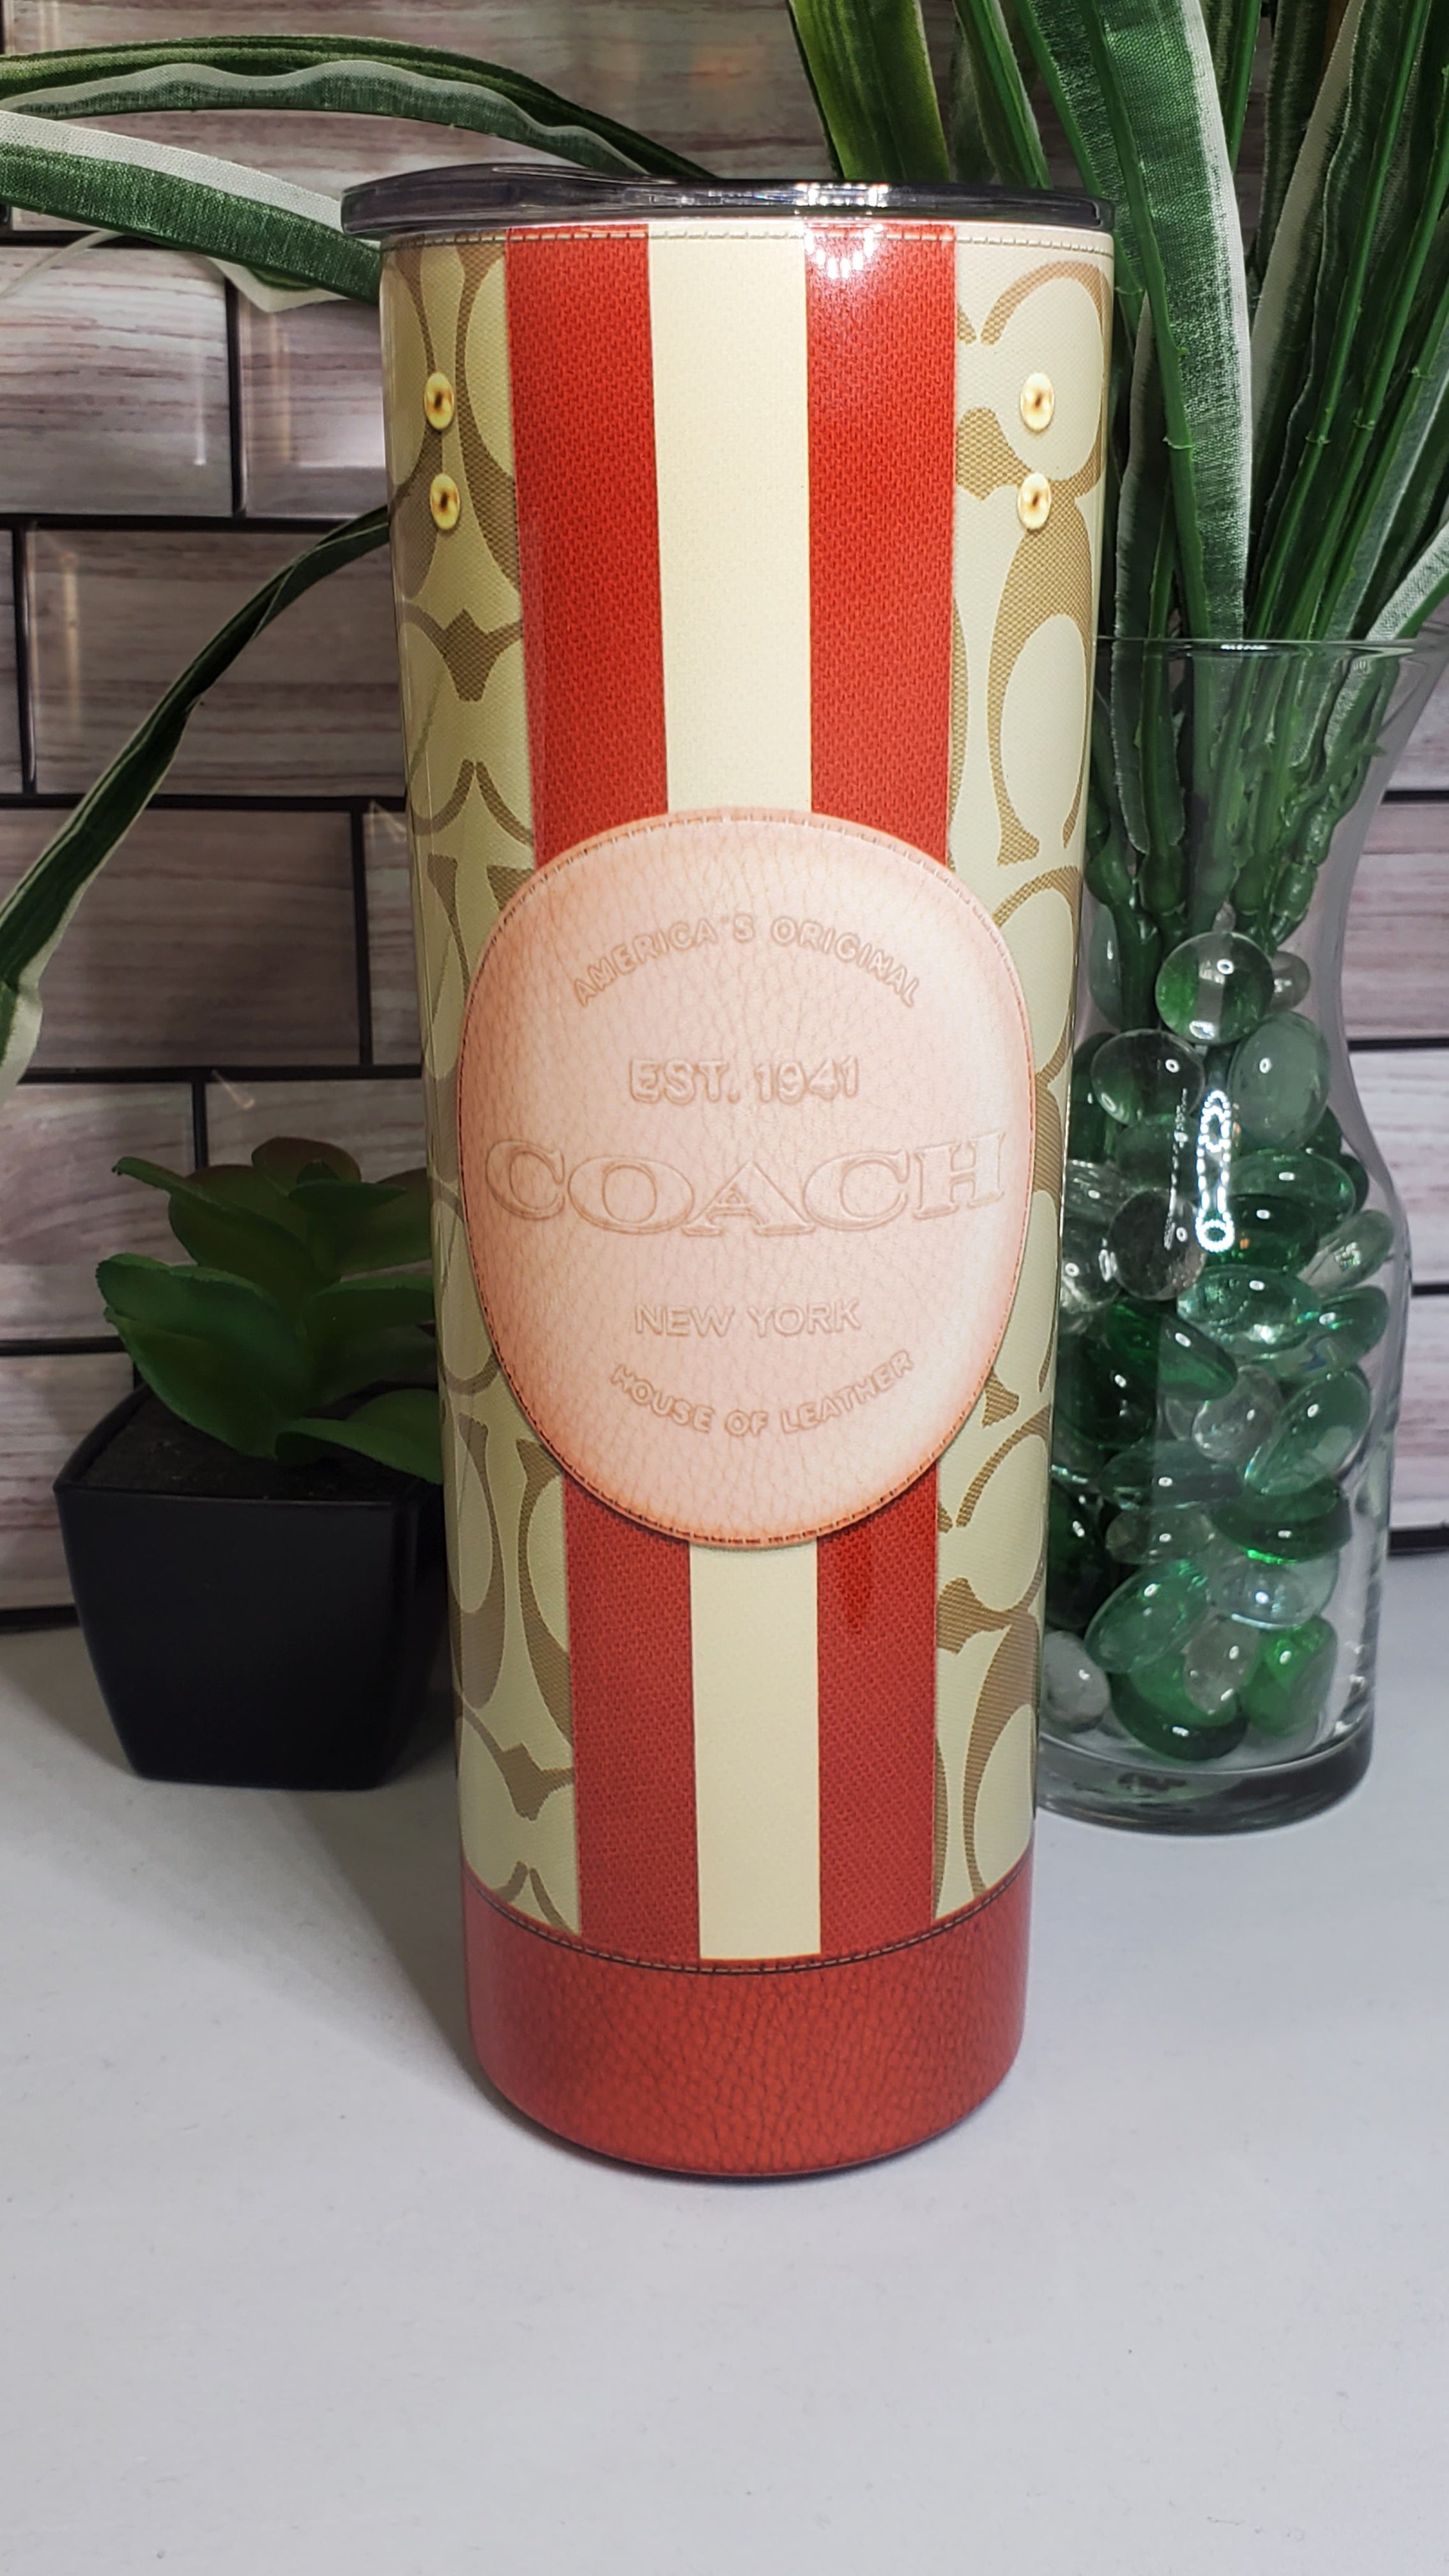 AMERICA'S ORIGINAL
EST. 1941
COACH
NEW YORK
HOUSE OF LEATHER